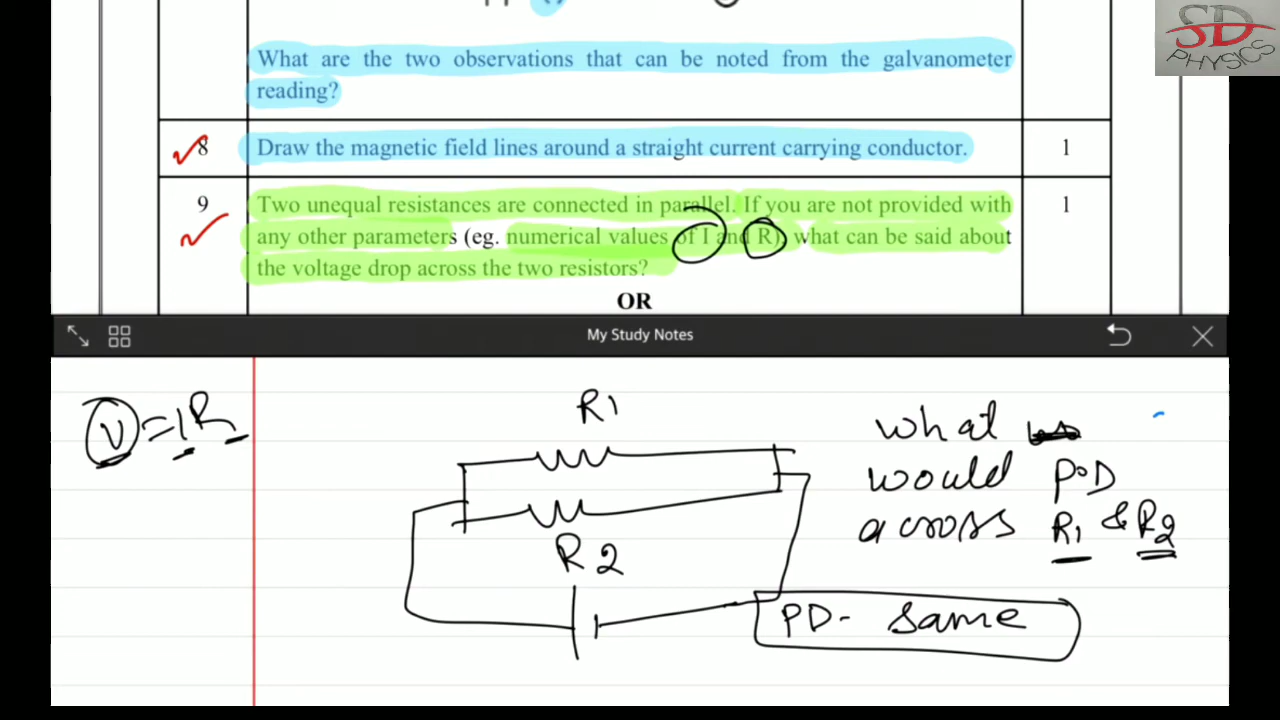 SD
PHYSICS
What are the two observations that can be noted from the galvanometer
reading?
8 Draw the magnetic field lines around a straight current carrying conductor. 1
9 Two unequal resistances are connected in parallel. If you are not provided with 1
any other parameters (eg. numerical values of I and R), what can be said about
the voltage drop across the two resistors?
OR
My Study Notes
V=IR
R1
R2
what
would P.D
across R1 & R2
PD- same